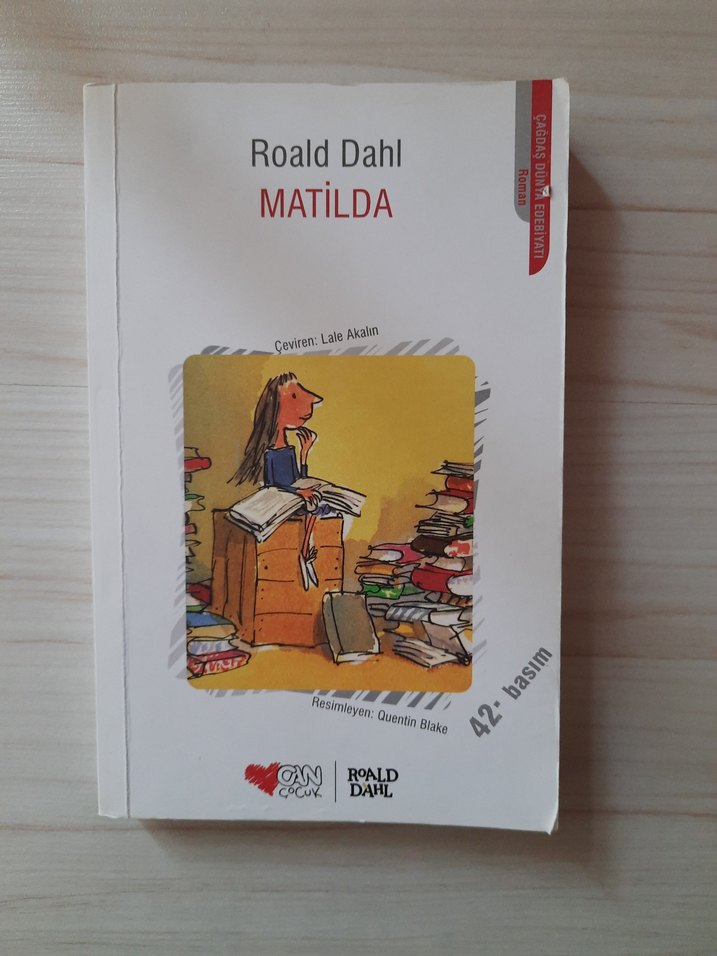 Roald Dahl
MATİLDA
ÇAĞDAŞ DÜNYA EDEBİYATI
Roman
Çeviren: Lale Akalın
Resimleyen: Quentin Blake
42. basım
CAN
ÇOCUK
ROALD
DAHL